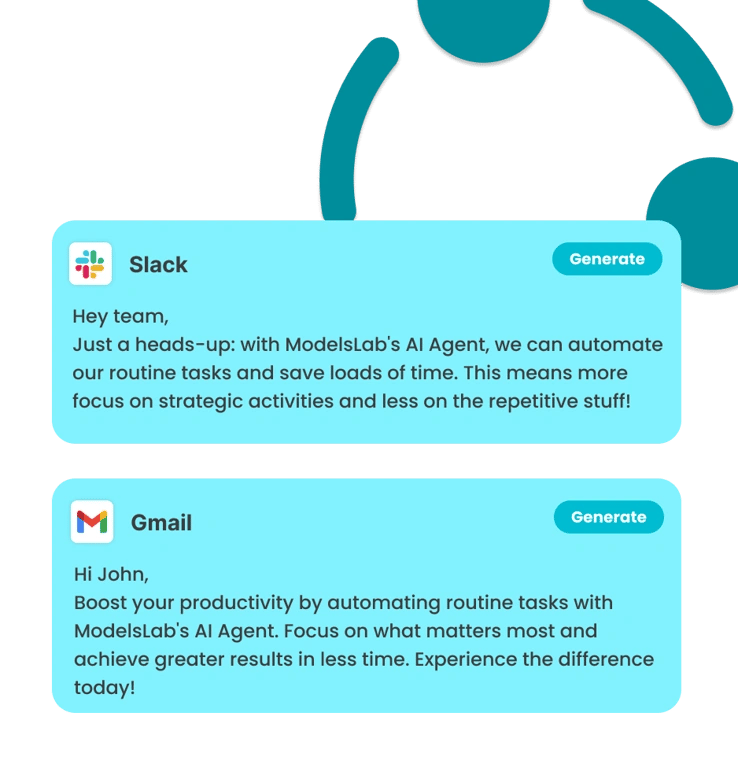 Slack
Generate
Hey team,
Just a heads-up: with ModelsLab's AI Agent, we can automate
our routine tasks and save loads of time. This means more
focus on strategic activities and less on the repetitive stuff!
Gmail
Generate
Hi John,
Boost your productivity by automating routine tasks with
ModelsLab's AI Agent. Focus on what matters most and
achieve greater results in less time. Experience the difference
today!